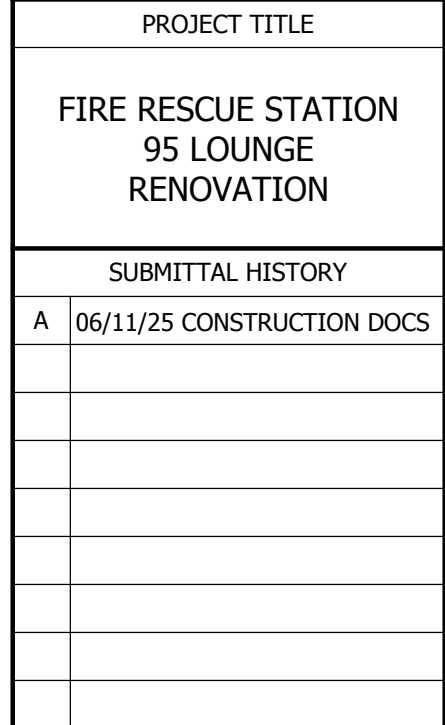 PROJECT TITLE
FIRE RESCUE STATION
95 LOUNGE
RENOVATION
SUBMITTAL HISTORY
A 06/11/25 CONSTRUCTION DOCS